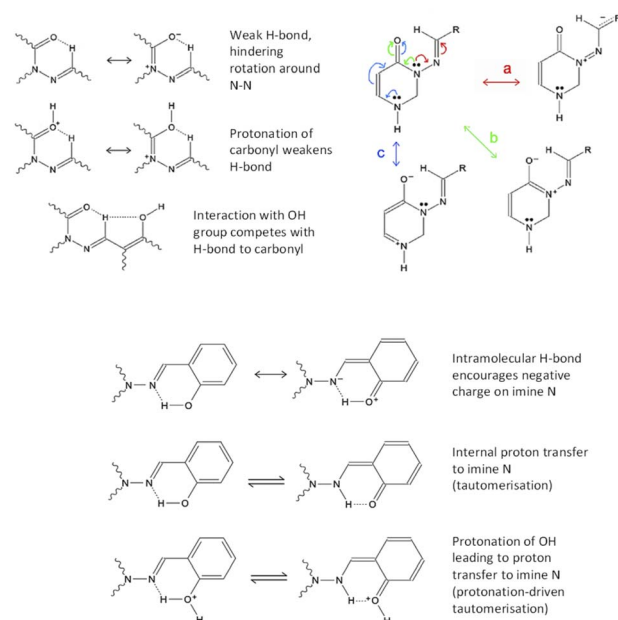 Weak H-bond,
hindering
rotation around
N-N
Protonation of
carbonyl weakens
H-bond
Interaction with OH
group competes with
H-bond to carbonyl
a
b
c
Intramolecular H-bond
encourages negative
charge on imine N
Internal proton transfer
to imine N
(tautomerisation)
Protonation of OH
leading to proton
transfer to imine N
(protonation-driven
tautomerisation)